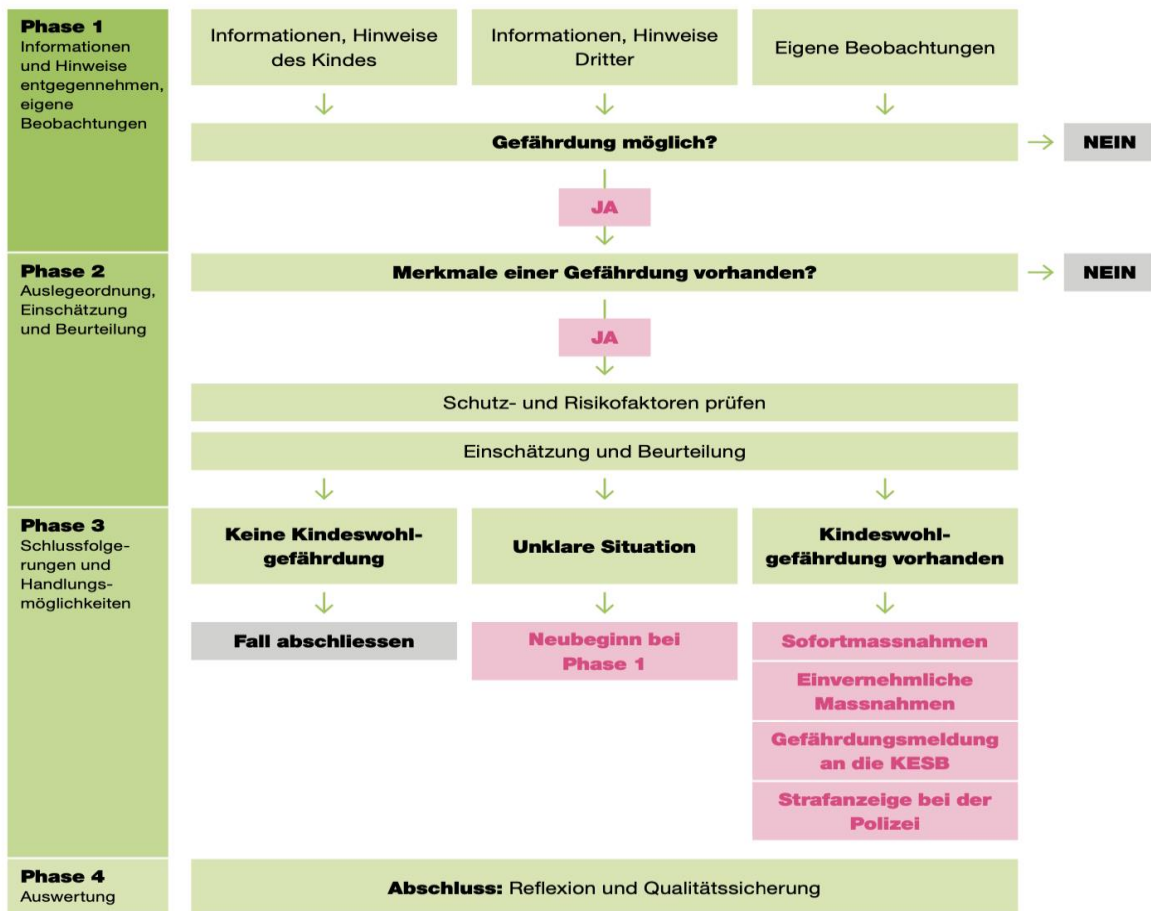 Phase 1
Informationen
und Hinweise
entgegennehmen,
eigene
Beobachtungen
Informationen, Hinweise
des Kindes
Informationen, Hinweise
Dritter
Eigene Beobachtungen
Gefährdung möglich?
NEIN
JA
Phase 2
Auslegeordnung,
Einschätzung
und Beurteilung
Merkmale einer Gefährdung vorhanden?
NEIN
JA
Schutz- und Risikofaktoren prüfen
Einschätzung und Beurteilung
Phase 3
Schlussfolge-
rungen und
Handlungs-
möglichkeiten
Keine Kindeswohl-
gefährdung
Unklare Situation
Kindeswohl-
gefährdung vorhanden
Fall abschliessen
Neubeginn bei
Phase 1
Sofortmassnahmen
Einvernehmliche
Massnahmen
Gefährdungsmeldung
an die KESB
Strafanzeige bei der
Polizei
Phase 4
Auswertung
Abschluss: Reflexion und Qualitätssicherung